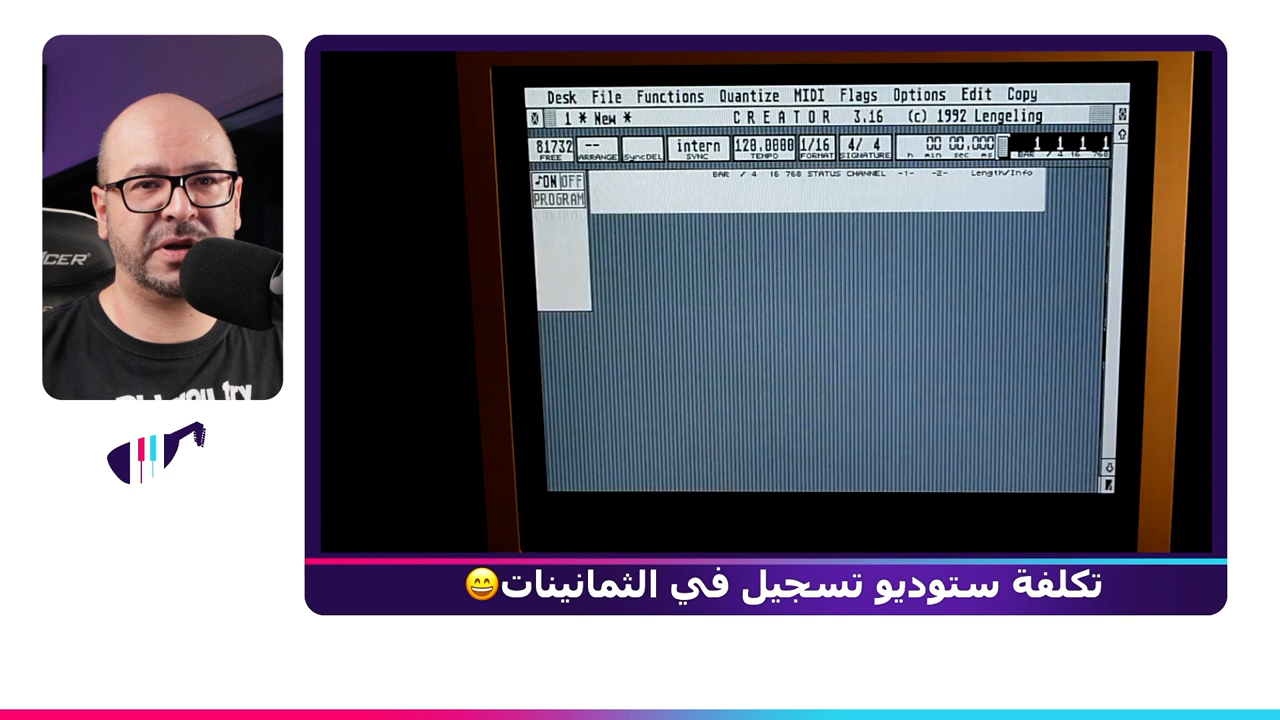 CER
Desk File Functions Quantize MIDI Flags Options Edit Copy
1 * New * CREATOR 3.16 (c) 1992 Lengeling
81732 -- intern 120,0000 1/16 4/ 4 00 00,000 1 1 1 1
FREE ARRANGE SyncDEL SYNC TEMPO FORMAT SIGNATURE h min sec ms BAR / 4 16 768
♪ON OFF BAR / 4 16 768 STATUS CHANNEL -1- -2- Length/Info
PROGRAM
تكلفة ستوديو تسجيل في الثمانينات😄